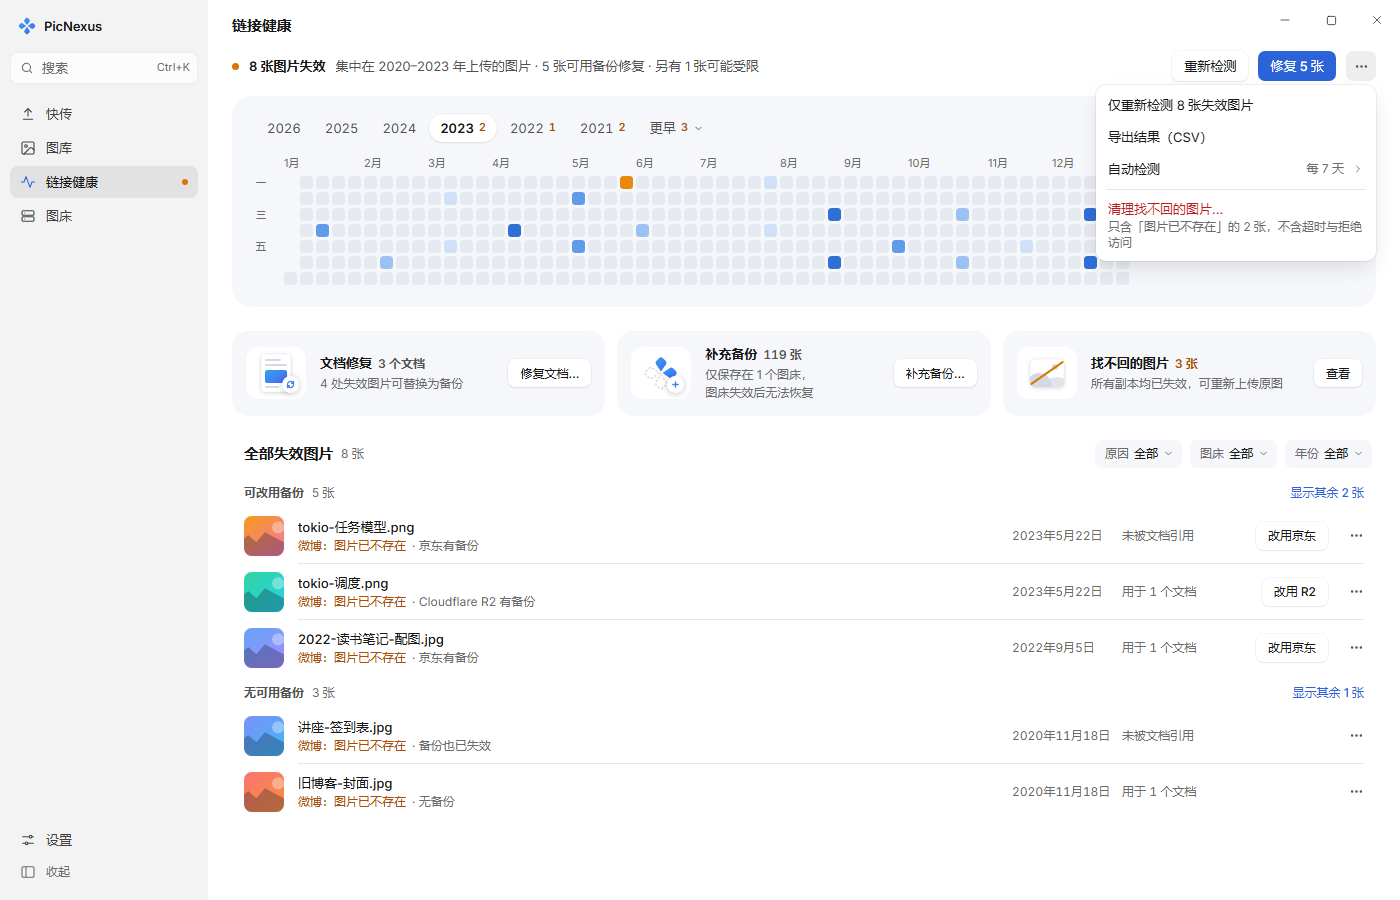 PicNexus
搜索 Ctrl+K
快传
图库
链接健康
图床
设置
收起
链接健康
8 张图片失效 集中在 2020–2023 年上传的图片 · 5 张可用备份修复 · 另有 1 张可能受限
重新检测 修复 5 张
仅重新检测 8 张失效图片
导出结果（CSV）
自动检测 每 7 天
清理找不回的图片...
只含「图片已不存在」的 2 张，不含超时与拒绝
访问
2026 2025 2024 2023 2 2022 1 2021 2 更早 3
1月 2月 3月 4月 5月 6月 7月 8月 9月 10月 11月 12月
一
三
五
文档修复 3 个文档
4 处失效图片可替换为备份
修复文档...
补充备份 119 张
仅保存在 1 个图床，
图床失效后无法恢复
补充备份...
找不回的图片 3 张
所有副本均已失效，可重新上传原图
查看
全部失效图片 8 张
原因 全部 图床 全部 年份 全部
可改用备份 5 张 显示其余 2 张
tokio-任务模型.png
微博：图片已不存在 · 京东有备份
2023年5月22日 未被文档引用 改用京东
tokio-调度.png
微博：图片已不存在 · Cloudflare R2 有备份
2023年5月22日 用于 1 个文档 改用 R2
2022-读书笔记-配图.jpg
微博：图片已不存在 · 京东有备份
2022年9月5日 用于 1 个文档 改用京东
无可用备份 3 张 显示其余 1 张
讲座-签到表.jpg
微博：图片已不存在 · 备份也已失效
2020年11月18日 未被文档引用
旧博客-封面.jpg
微博：图片已不存在 · 无备份
2020年11月18日 用于 1 个文档